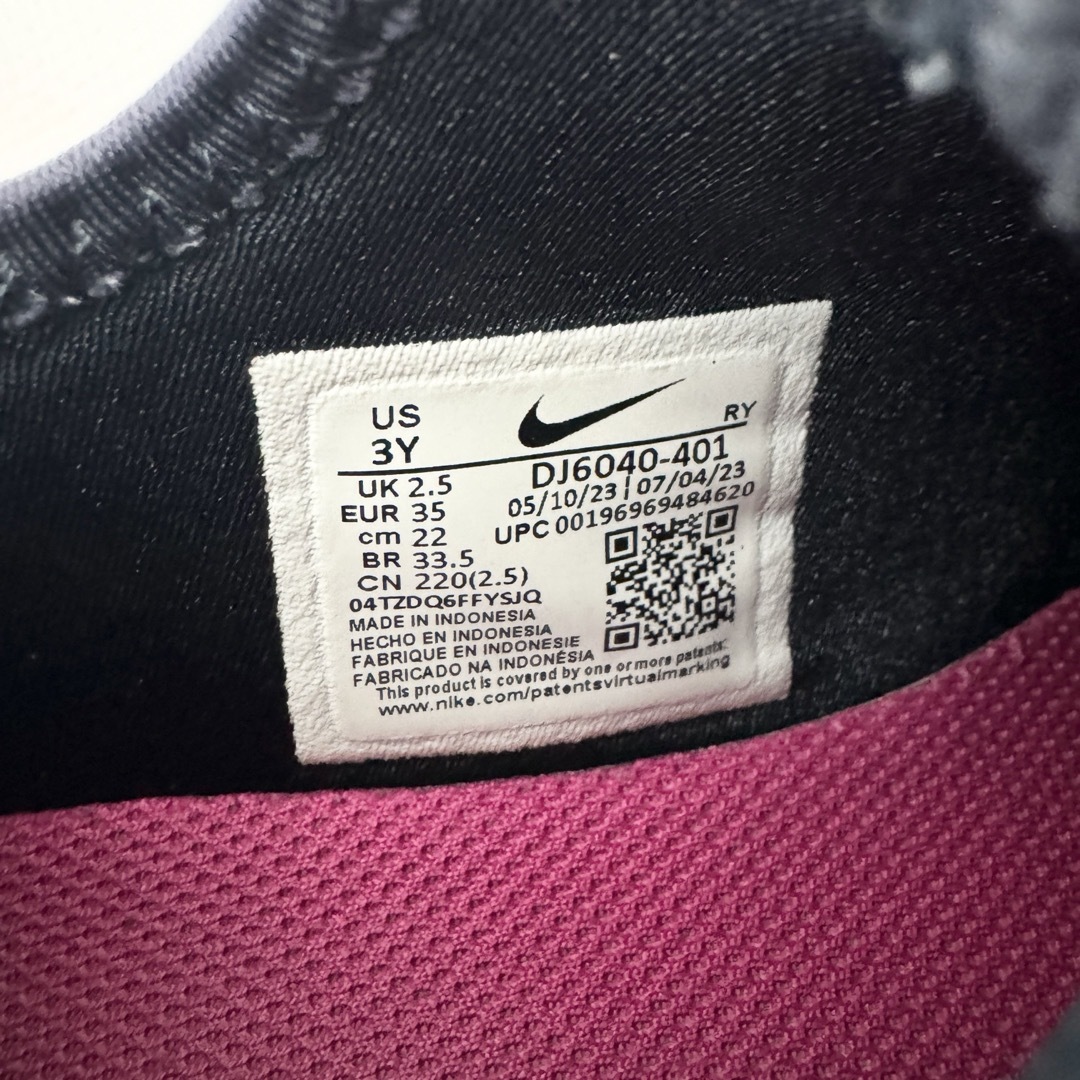 US
3Y
RY
UK 2.5
EUR 35
cm 22
BR 33.5
CN 220(2.5)
DJ6040-401
05/10/23 | 07/04/23
UPC 00196969484620
04TZDQ6FFYSJQ
MADE IN INDONESIA
HECHO EN INDONESIA
FABRIQUE EN INDONESIE
FABRICADO NA INDONÉSIA
This product is covered by one or more patents:
www.nike.com/patentsvirtualmarking